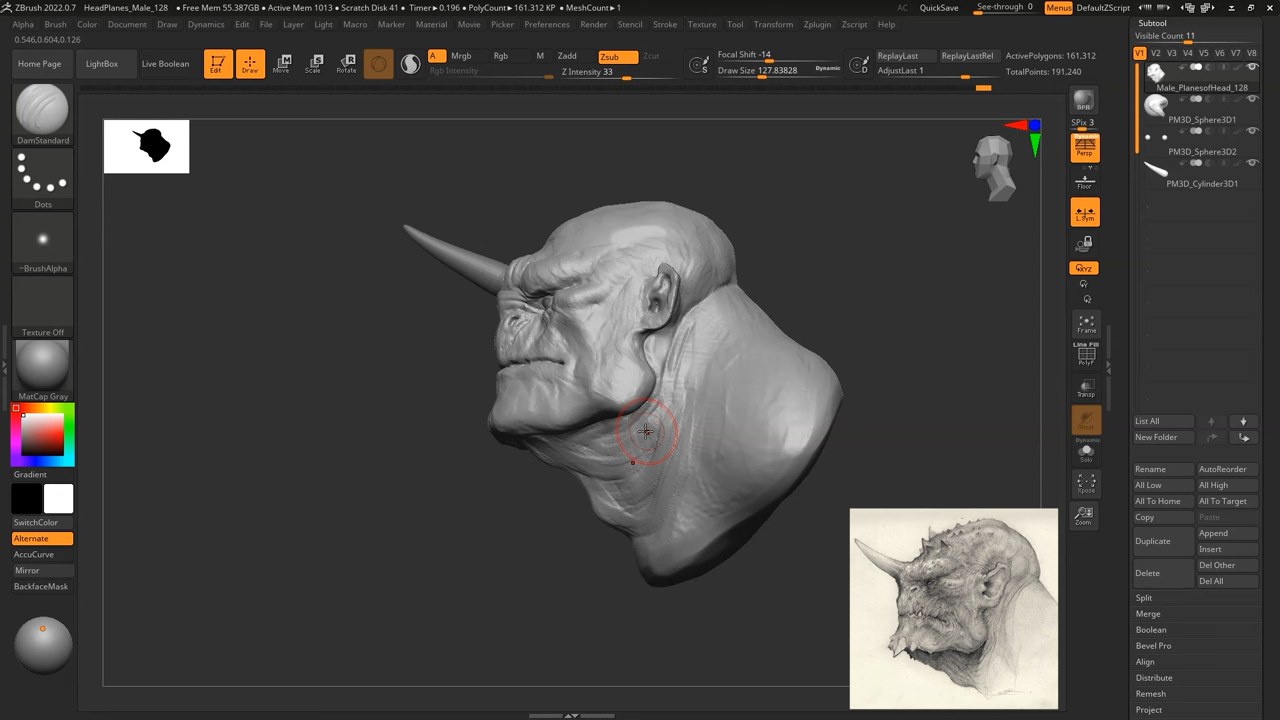 ZBrush 2022.0.7 HeadPlanes_Male_128 • Free Mem 55.387GB • Active Mem 1013 • Scratch Disk 41 • Timer▸0.196 • PolyCount▸161.312 KP • MeshCount▸1 AC QuickSave See-through 0 Menus DefaultZScript
Alpha Brush Color Document Draw Dynamics Edit File Layer Light Macro Marker Material Movie Picker Preferences Render Stencil Stroke Texture Tool Transform Zplugin Zscript Help
0.546,0.604,0.126
Home Page LightBox Live Boolean Edit Draw Move Scale Rotate
A Mrgb Rgb M Zadd Zsub Zcut
Rgb Intensity Z Intensity 33
Focal Shift -14
Draw Size 127.83828 Dynamic
S D
ReplayLast ReplayLastRel
AdjustLast 1
ActivePolygons: 161,312
TotalPoints: 191,240
DamStandard
Dots
~BrushAlpha
Texture Off
MatCap Gray
Gradient
SwitchColor
Alternate
AccuCurve
Mirror
BackfaceMask
BPR
SPix 3
Dynamic
Persp
Floor
L.Sym
XYZ
Frame
Line Fill
PolyF
Transp
Ghost
Dynamic
Solo
Xpose
Zoom
Subtool
Visible Count 11
V1 V2 V3 V4 V5 V6 V7 V8
Male_PlanesofHead_128
PM3D_Sphere3D1
PM3D_Sphere3D2
PM3D_Cylinder3D1
List All
New Folder
Rename AutoReorder
All Low All High
All To Home All To Target
Copy Paste
Duplicate Append
Insert
Delete Del Other
Del All
Split
Merge
Boolean
Bevel Pro
Align
Distribute
Remesh
Project